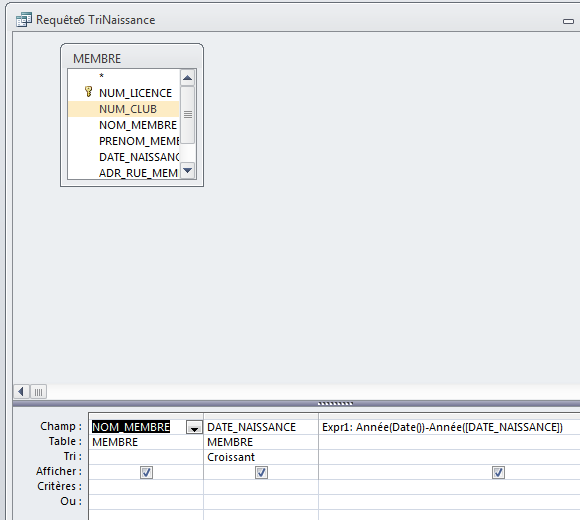 Requête6 TriNaissance
MEMBRE
*
NUM_LICENCE
NUM_CLUB
NOM_MEMBRE
PRENOM_MEMB
DATE_NAISSANC
ADR_RUE_MEM
Champ : NOM_MEMBRE DATE_NAISSANCE Expr1: Année(Date())-Année([DATE_NAISSANCE])
Table : MEMBRE MEMBRE
Tri : Croissant
Afficher :
Critères :
Ou :